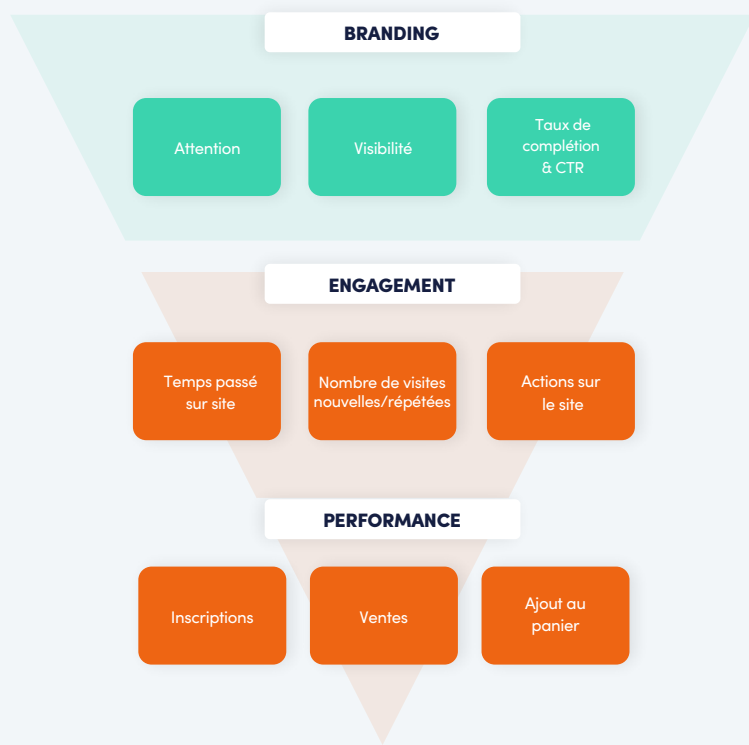 BRANDING
Attention
Visibilité
Taux de
complétion
& CTR
ENGAGEMENT
Temps passé
sur site
Nombre de visites
nouvelles/répétées
Actions sur
le site
PERFORMANCE
Inscriptions
Ventes
Ajout au
panier